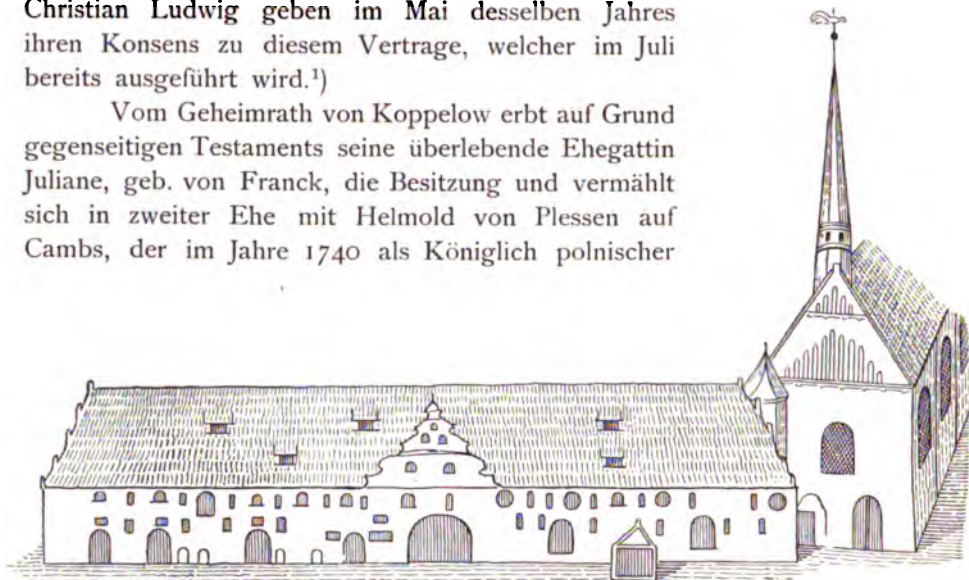 Christian Ludwig geben im Mai desselben Jahres
ihren Konsens zu diesem Vertrage, welcher im Juli
bereits ausgeführt wird.¹)
Vom Geheimrath von Koppelow erbt auf Grund
gegenseitigen Testaments seine überlebende Ehegattin
Juliane, geb. von Franck, die Besitzung und vermählt
sich in zweiter Ehe mit Helmold von Plessen auf
Cambs, der im Jahre 1740 als Königlich polnischer